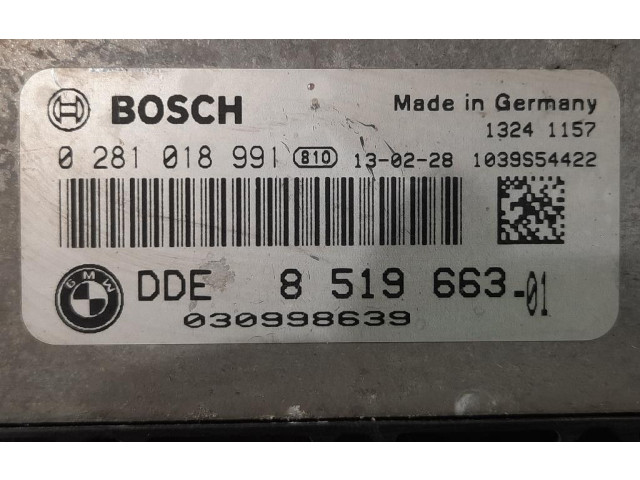 BOSCH Made in Germany
1324 1157
0 281 018 991 810 13-02-28 1039S54422
BMW DDE 8 519 663-01
030998639